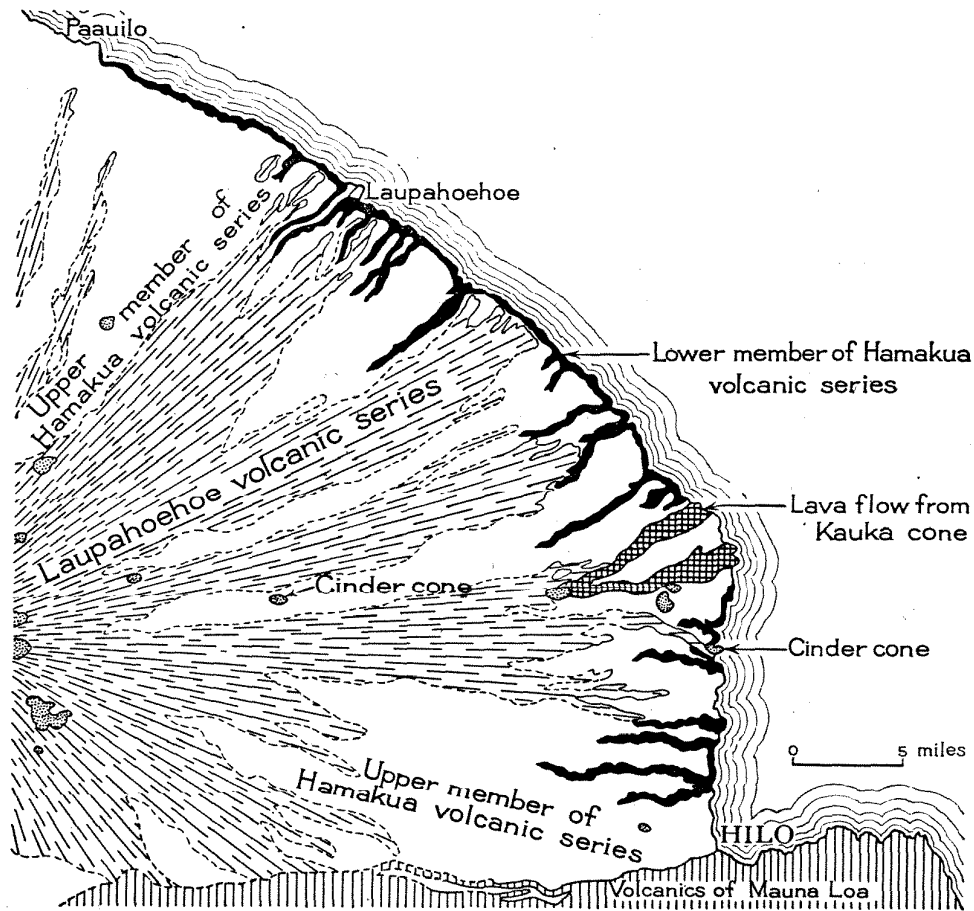 Paauilo
Laupahoehoe
Upper member of
Hamakua volcanic series
Lower member of Hamakua
volcanic series
Laupahoehoe volcanic series
Lava flow from
Kauka cone
Cinder cone
Cinder cone
0 5 miles
Upper member of
Hamakua volcanic series
HILO
Volcanics of Mauna Loa